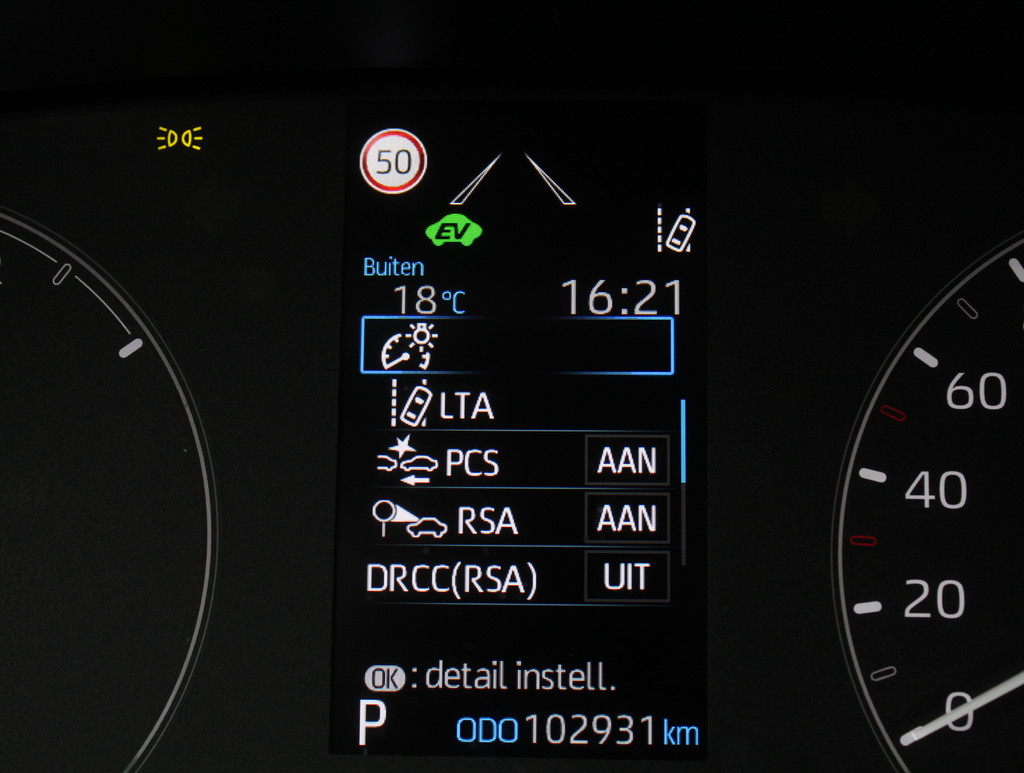 50
EV
Buiten
18 °C 16:21
LTA
PCS AAN
RSA AAN
DRCC(RSA) UIT
OK : detail instell.
P ODO 102931 km
60
40
20
0